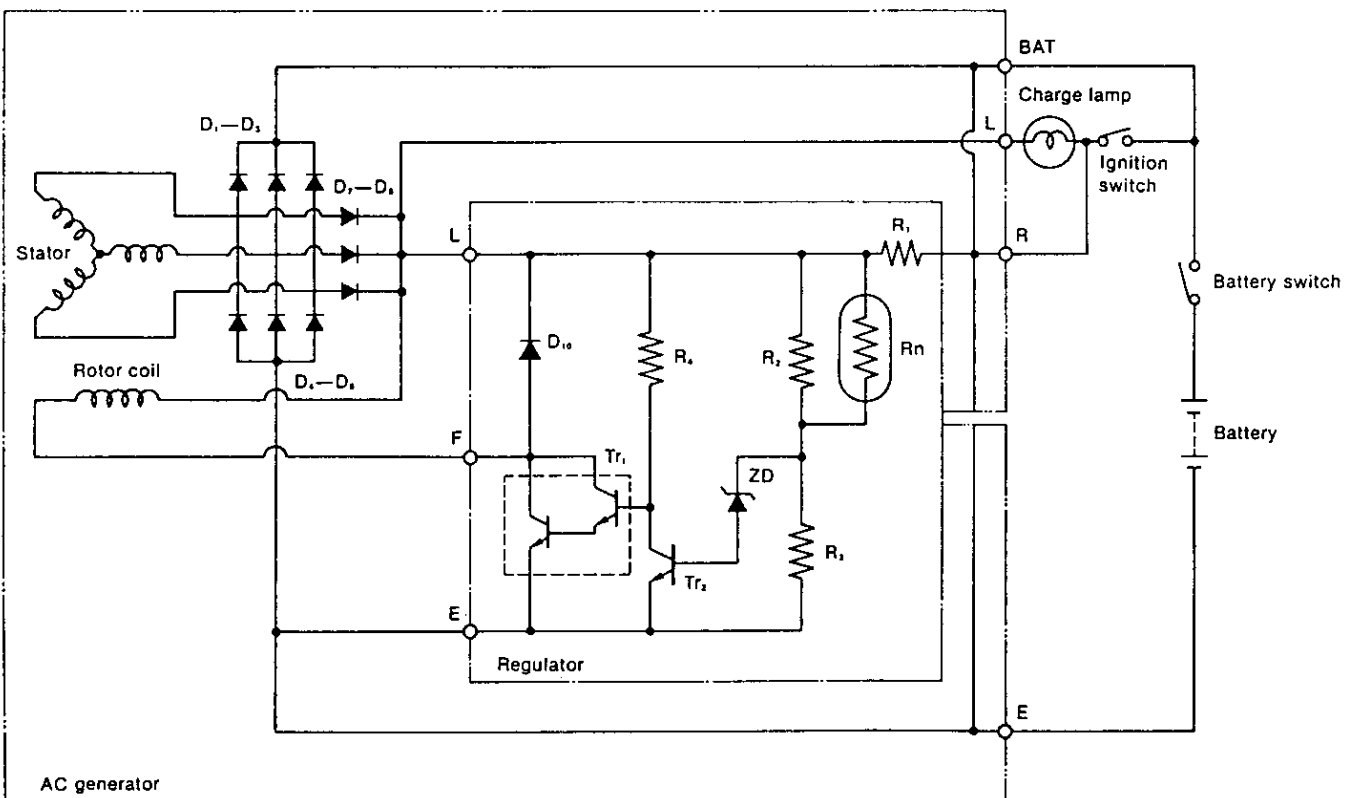 BAT
Charge lamp
D₁—D₃
L
Ignition
switch
D₇—D₉
R₁
L
R
Stator
Battery switch
D₁₀
R₄
R₂
Rn
Rotor coil
D₄—D₆
Battery
F
Tr₁
ZD
R₃
Tr₂
E
Regulator
E
AC generator